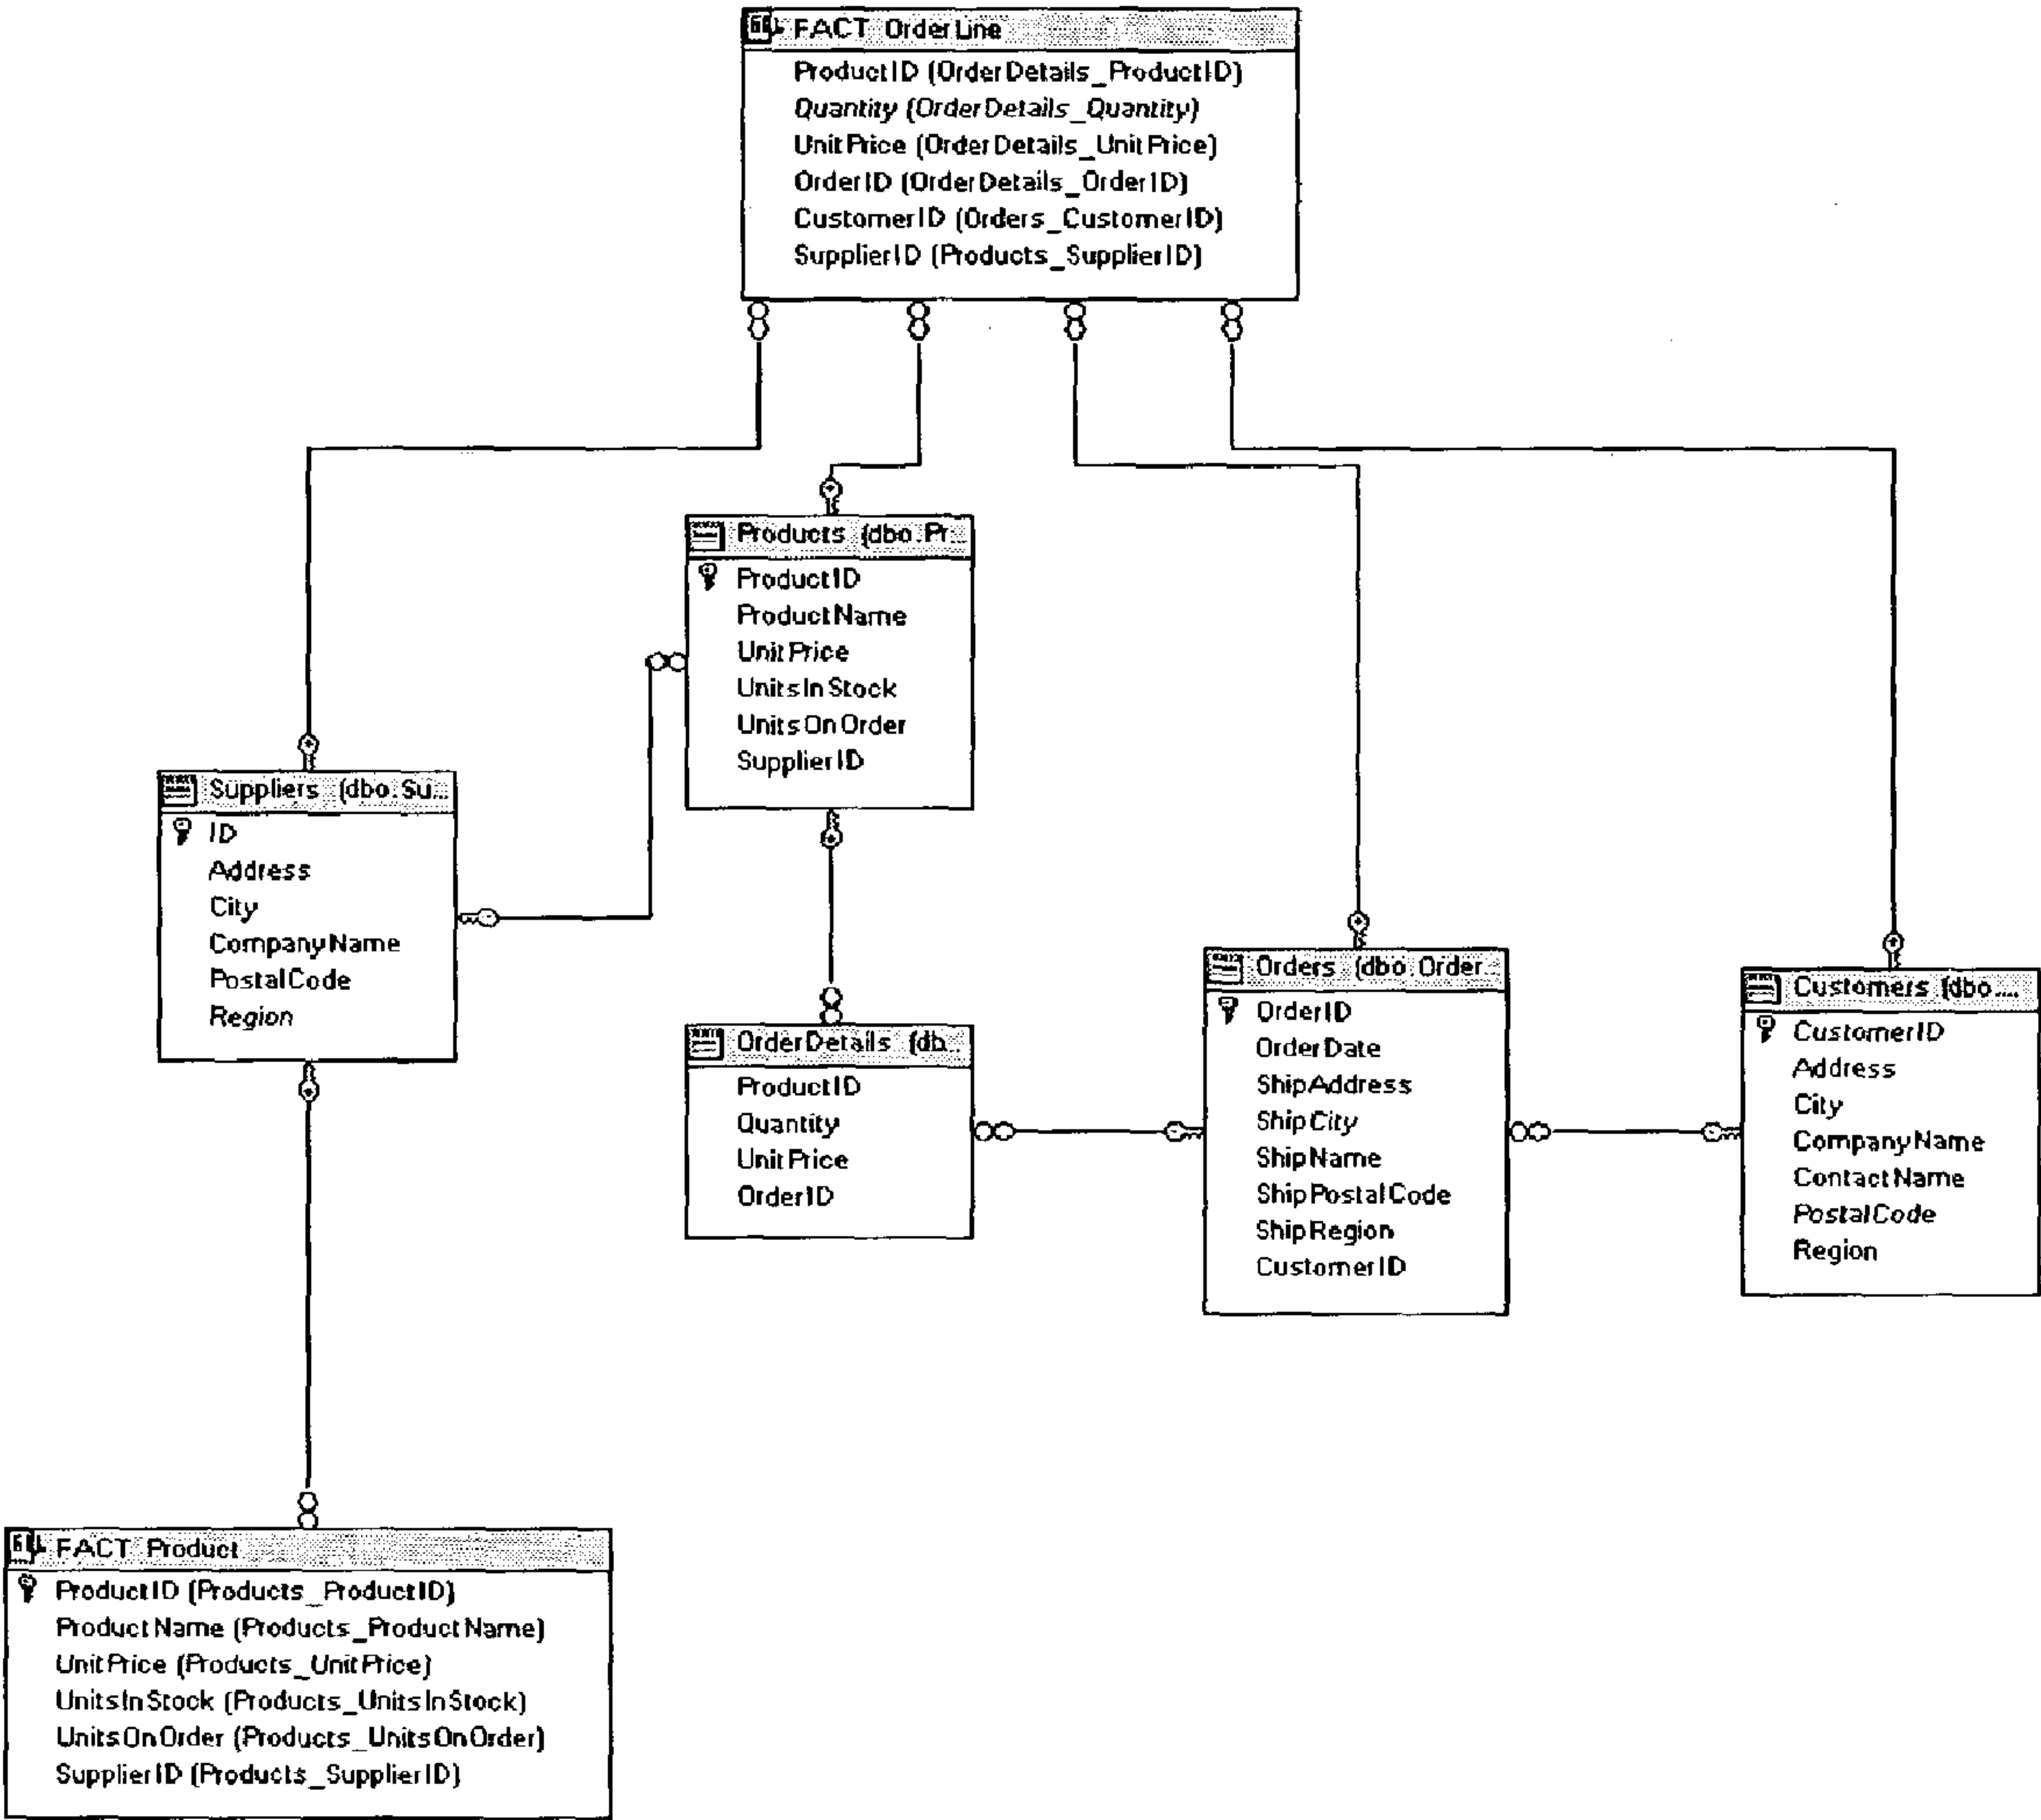 FACT OrderLine
ProductID (OrderDetails_ProductID)
Quantity (OrderDetails_Quantity)
UnitPrice (OrderDetails_UnitPrice)
OrderID (OrderDetails_OrderID)
CustomerID (Orders_CustomerID)
SupplierID (Products_SupplierID)
Products (dbo.Pr...
ProductID
ProductName
UnitPrice
UnitsInStock
UnitsOnOrder
SupplierID
Suppliers (dbo.Su...
ID
Address
City
CompanyName
PostalCode
Region
OrderDetails (db...
ProductID
Quantity
UnitPrice
OrderID
Orders (dbo.Order...
OrderID
OrderDate
ShipAddress
ShipCity
ShipName
ShipPostalCode
ShipRegion
CustomerID
Customers (dbo....
CustomerID
Address
City
CompanyName
ContactName
PostalCode
Region
FACT Product
ProductID (Products_ProductID)
ProductName (Products_ProductName)
UnitPrice (Products_UnitPrice)
UnitsInStock (Products_UnitsInStock)
UnitsOnOrder (Products_UnitsOnOrder)
SupplierID (Products_SupplierID)